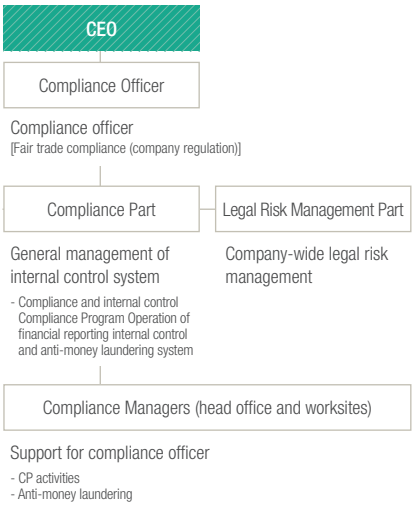 CEO
Compliance Officer
Compliance officer
[Fair trade compliance (company regulation)]
Compliance Part
Legal Risk Management Part
General management of
internal control system
- Compliance and internal control
Compliance Program Operation of
financial reporting internal control
and anti-money laundering system
Company-wide legal risk
management
Compliance Managers (head office and worksites)
Support for compliance officer
- CP activities
- Anti-money laundering